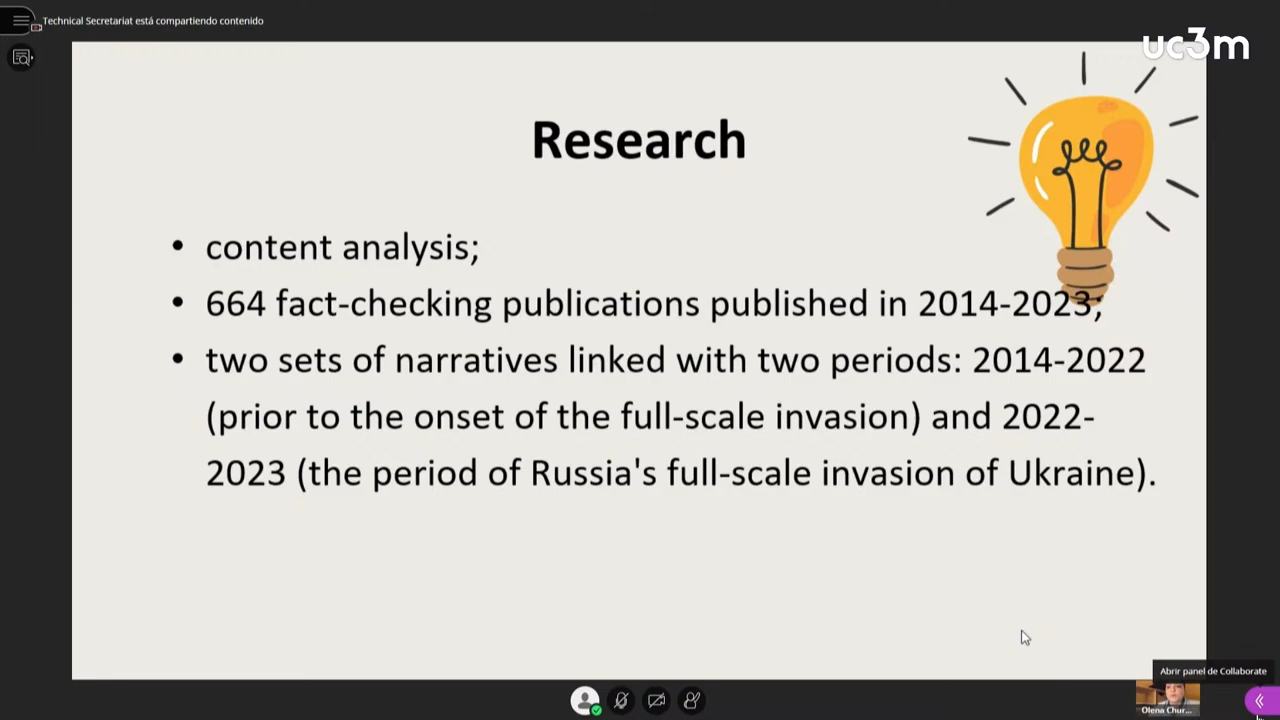 Technical Secretariat está compartiendo contenido
uc3m
Research
• content analysis;
• 664 fact-checking publications published in 2014-2023;
• two sets of narratives linked with two periods: 2014-2022
(prior to the onset of the full-scale invasion) and 2022-
2023 (the period of Russia's full-scale invasion of Ukraine).
Abrir panel de Collaborate
Olena Chur...